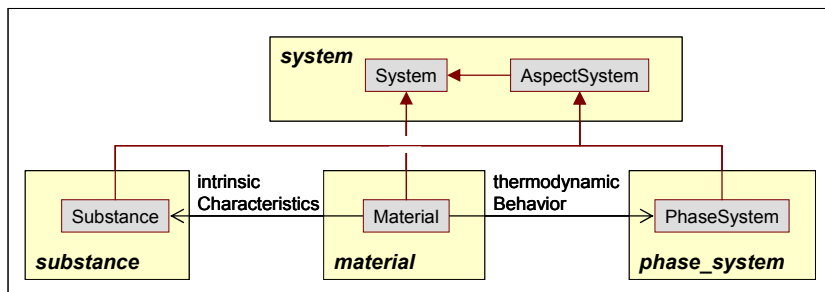 system
System
AspectSystem
intrinsic
Characteristics
thermodynamic
Behavior
Substance
Material
PhaseSystem
substance
material
phase_system